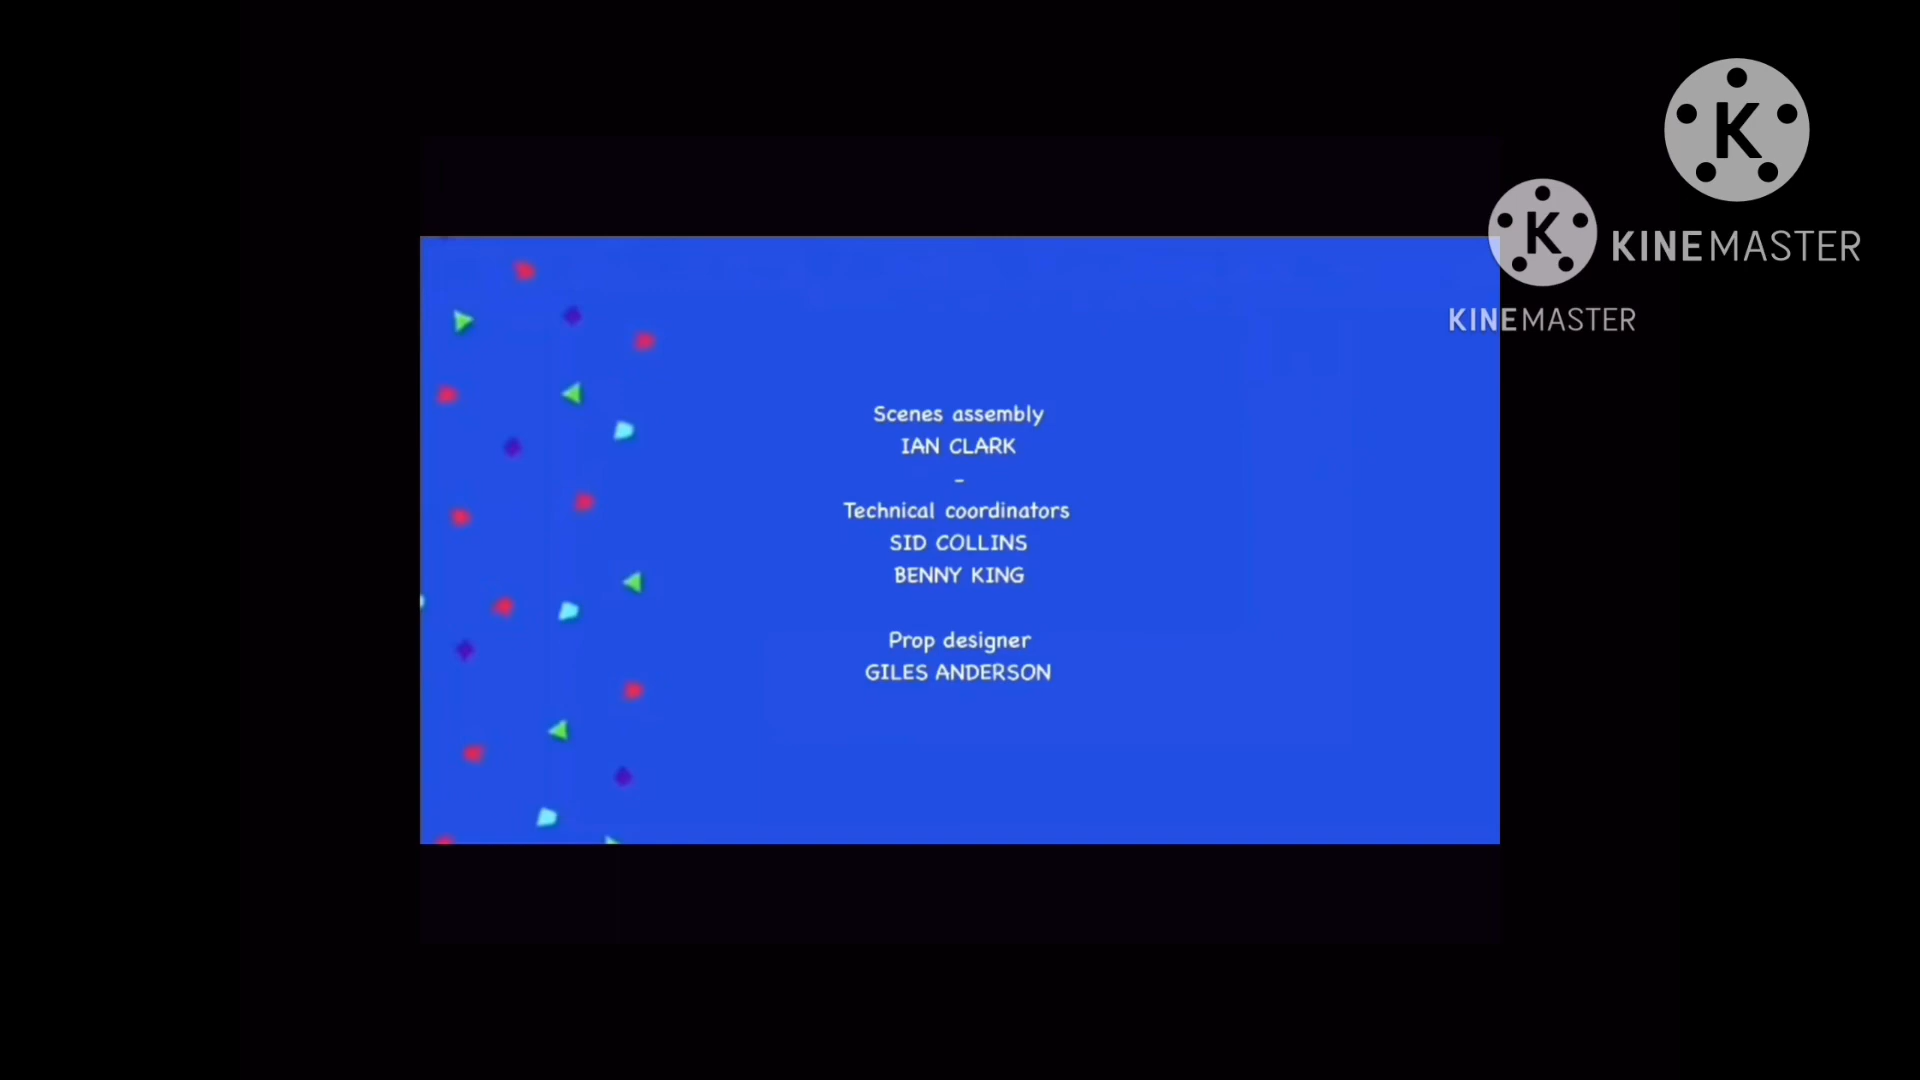 K
K
KINEMASTER
KINEMASTER
Scenes assembly
IAN CLARK
-
Technical coordinators
SID COLLINS
BENNY KING
Prop designer
GILES ANDERSON